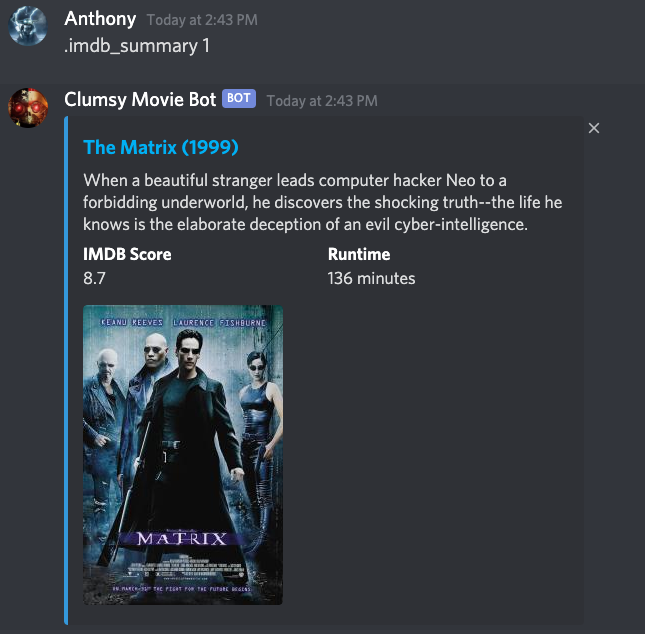 Anthony Today at 2:43 PM
.imdb_summary 1
Clumsy Movie Bot BOT Today at 2:43 PM
The Matrix (1999)
When a beautiful stranger leads computer hacker Neo to a
forbidding underworld, he discovers the shocking truth--the life he
knows is the elaborate deception of an evil cyber-intelligence.
IMDB Score Runtime
8.7 136 minutes
KEANU REEVES LAURENCE FISHBURNE
THE
MATRIX
ON MARCH 31ST THE FIGHT FOR THE FUTURE BEGINS